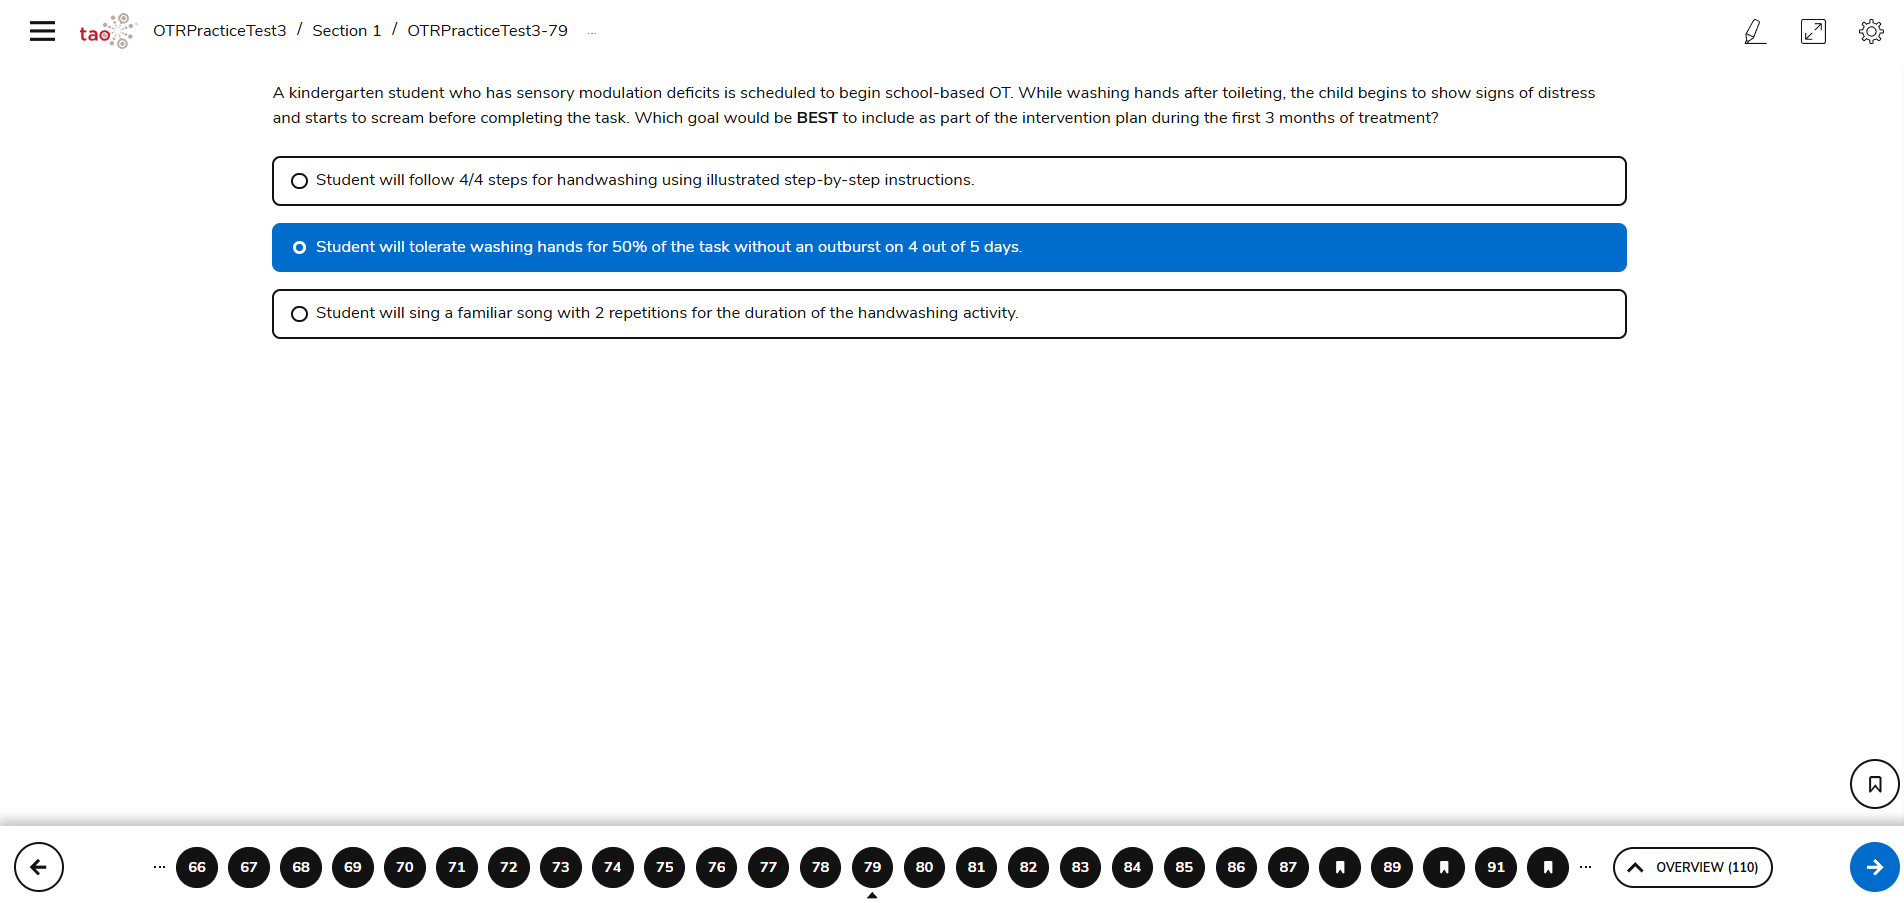 tao
OTRPracticeTest3 / Section 1 / OTRPracticeTest3-79 ...
A kindergarten student who has sensory modulation deficits is scheduled to begin school-based OT. While washing hands after toileting, the child begins to show signs of distress
and starts to scream before completing the task. Which goal would be BEST to include as part of the intervention plan during the first 3 months of treatment?
Student will follow 4/4 steps for handwashing using illustrated step-by-step instructions.
Student will tolerate washing hands for 50% of the task without an outburst on 4 out of 5 days.
Student will sing a familiar song with 2 repetitions for the duration of the handwashing activity.
... 66 67 68 69 70 71 72 73 74 75 76 77 78 79 80 81 82 83 84 85 86 87 89 91 ... OVERVIEW (110)